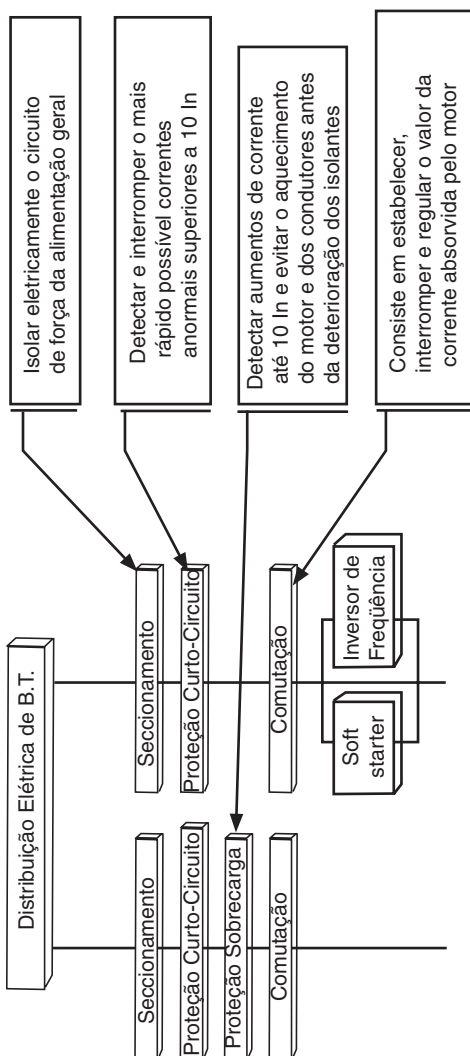 Distribuição Elétrica de B.T.
Seccionamento
Proteção Curto-Circuito
Proteção Sobrecarga
Comutação
Seccionamento
Proteção Curto-Circuito
Comutação
Soft
starter
Inversor de
Freqüência
Isolar eletricamente o circuito
de força da alimentação geral
Detectar e interromper o mais
rápido possível correntes
anormais superiores a 10 In
Detectar aumentos de corrente
até 10 In e evitar o aquecimento
do motor e dos condutores antes
da deterioração dos isolantes
Consiste em estabelecer,
interromper e regular o valor da
corrente absorvida pelo motor